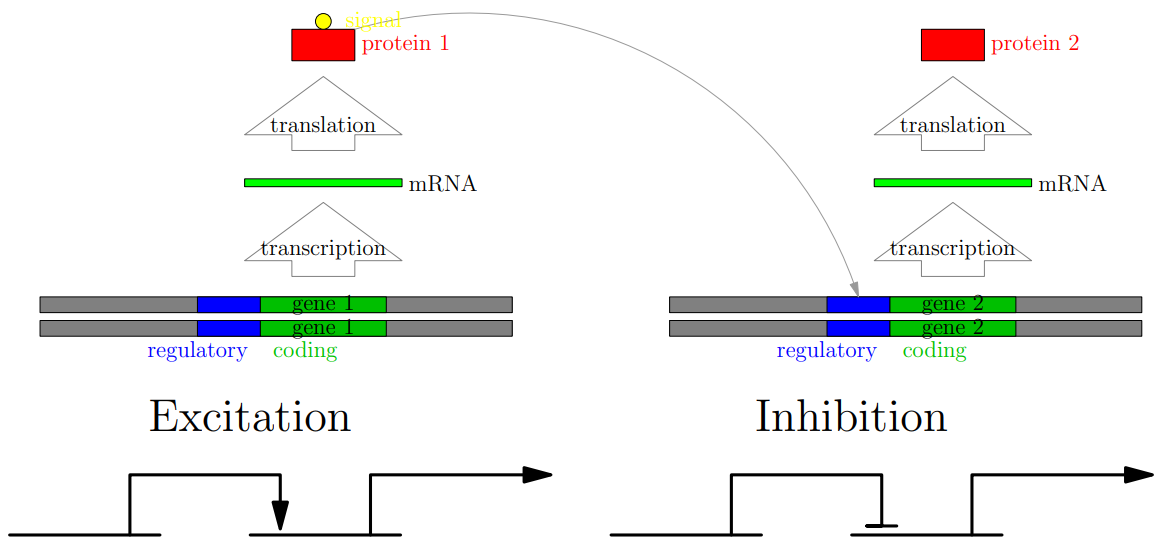 signal
protein 1
protein 2
translation
translation
mRNA
mRNA
transcription
transcription
gene 1
gene 2
gene 1
gene 2
regulatory coding
regulatory coding
Excitation
Inhibition